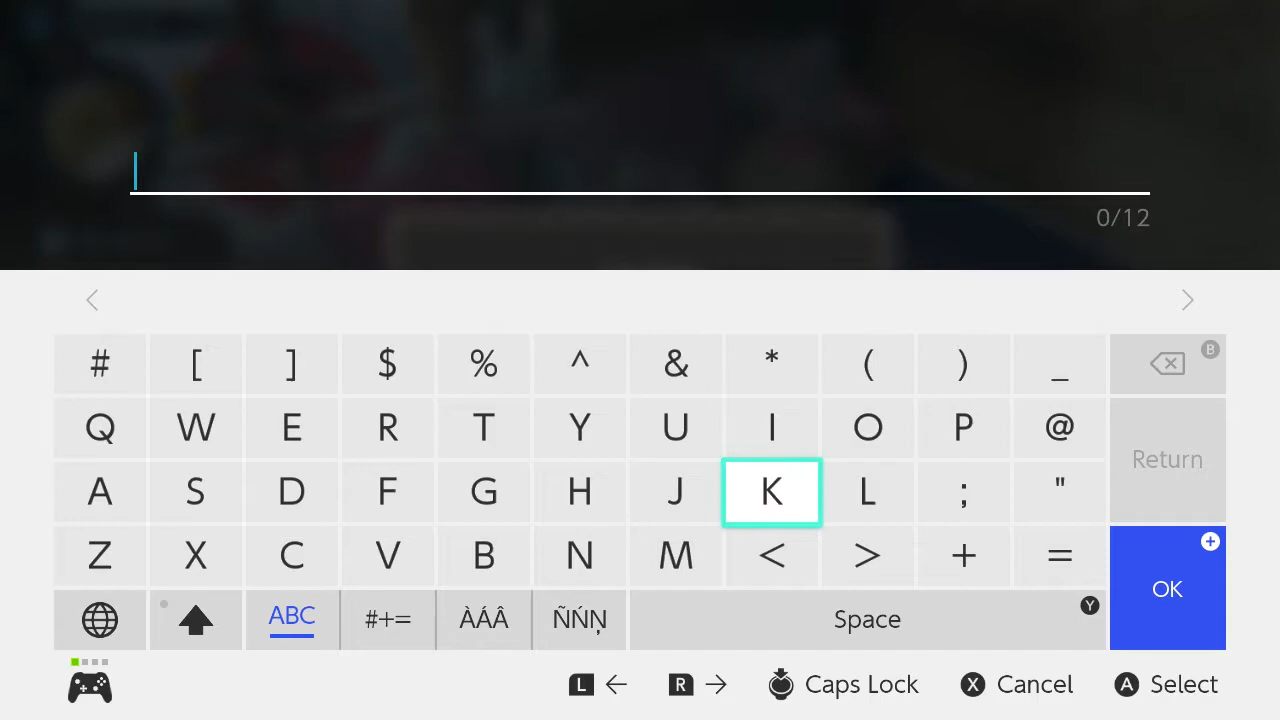 0/12
# [ ] $ % ^ & * ( ) _ B
Q W E R T Y U I O P @ Return
A S D F G H J K L ; "
Z X C V B N M < > + = OK
ABC #+= ÀÁÂ ÑŃŅ Space Y
L ← R → Caps Lock X Cancel A Select